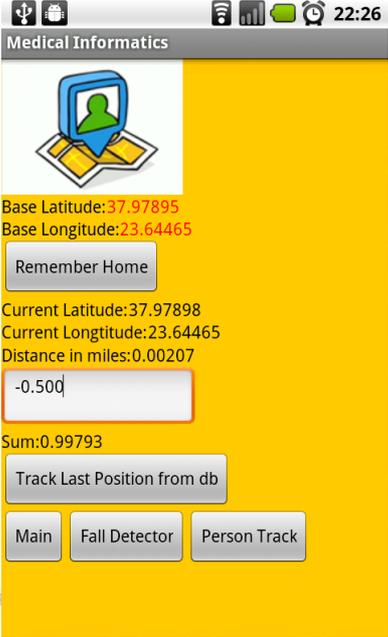 22:26
Medical Informatics
Base Latitude:37.97895
Base Longitude:23.64465
Remember Home
Current Latitude:37.97898
Current Longtitude:23.64465
Distance in miles:0.00207
-0.500
Sum:0.99793
Track Last Position from db
Main Fall Detector Person Track